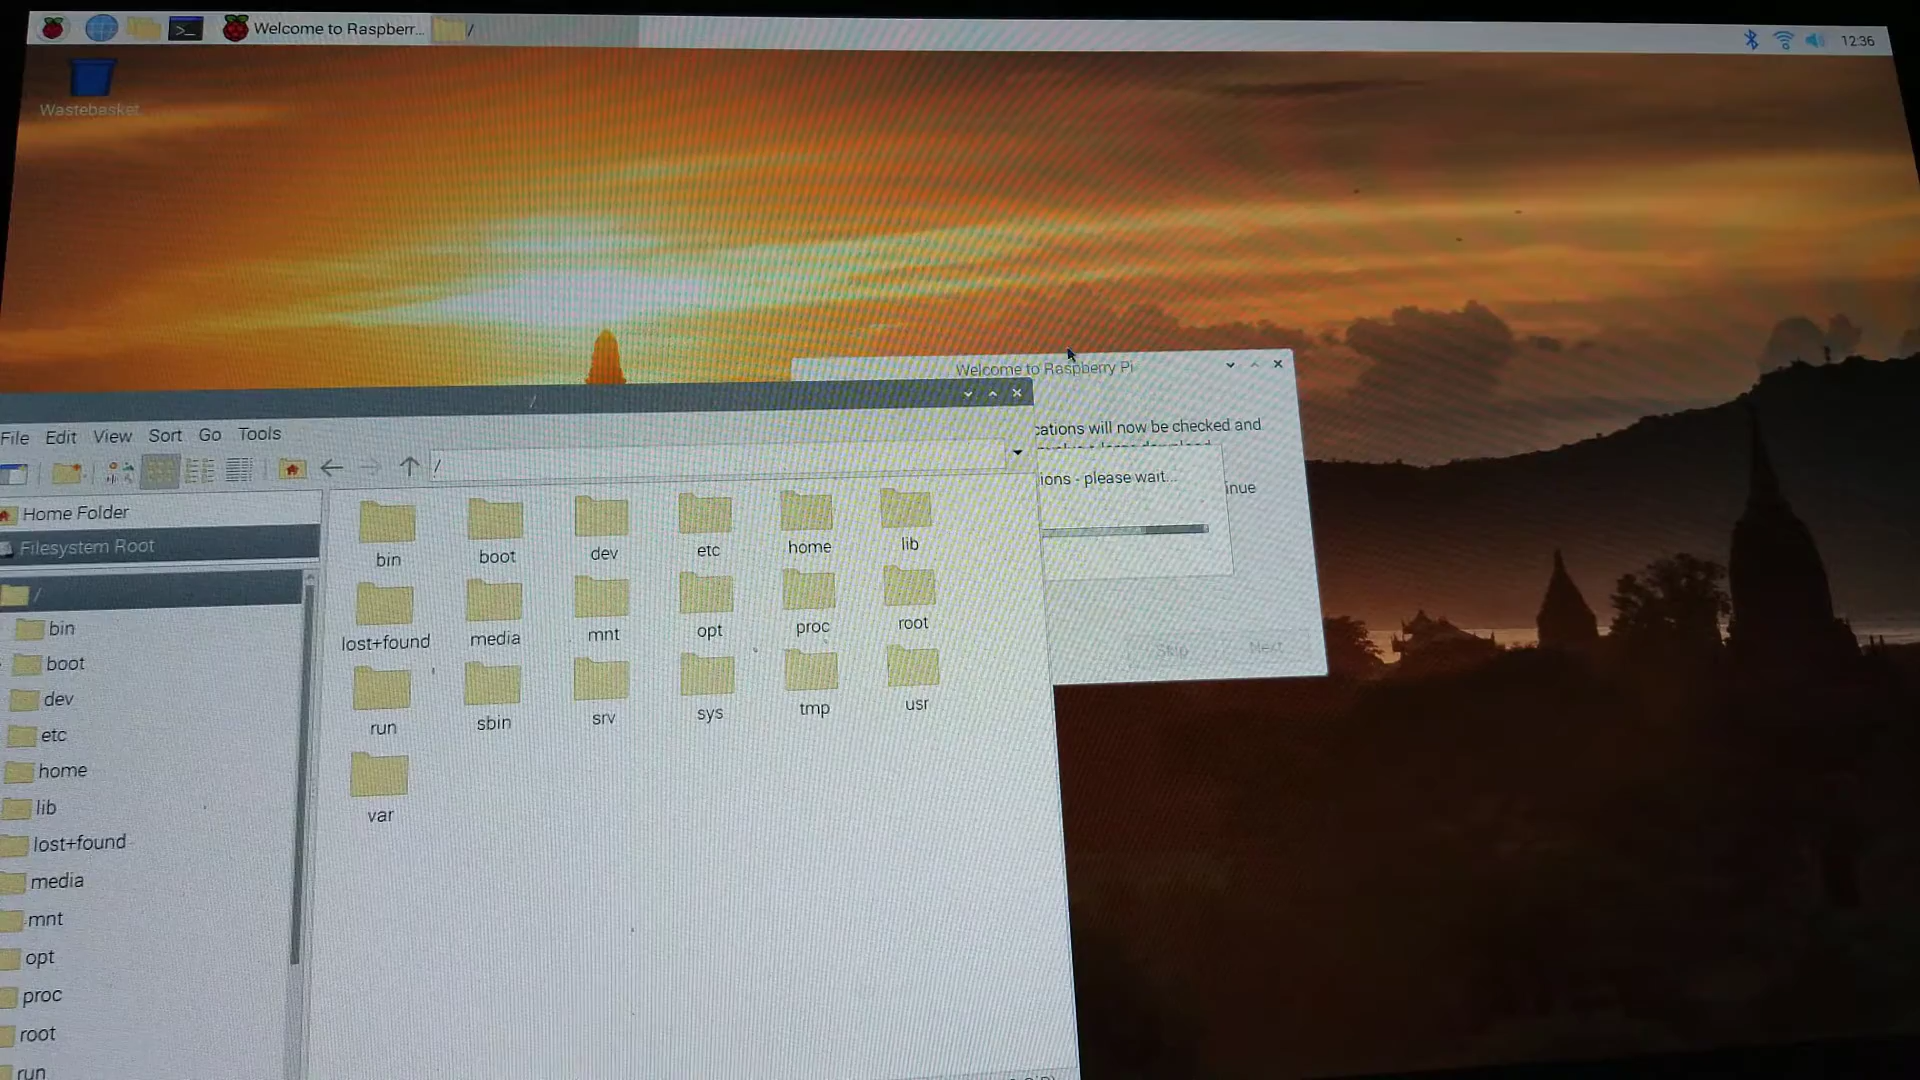 Welcome to Raspberr...
/
12:36
Wastebasket
Welcome to Raspberry Pi
cations will now be checked and
ions - please wait...
inue
Skip
Next
/
File Edit View Sort Go Tools
/
Home Folder
Filesystem Root
/
bin
boot
dev
etc
home
lib
lost+found
media
mnt
opt
proc
root
run
bin boot dev etc home lib
lost+found media mnt opt proc root
run sbin srv sys tmp usr
var